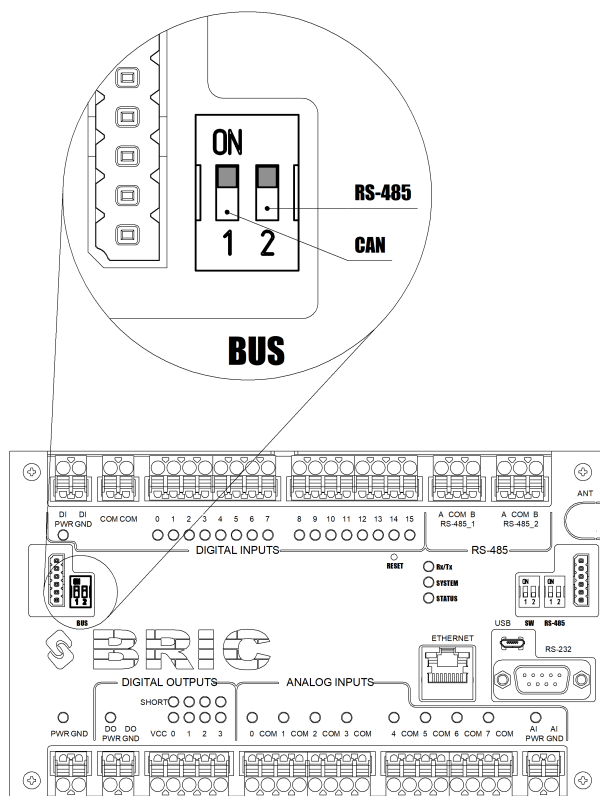 ON
1 2
RS-485
CAN
BUS
ANT
DI DI
PWR GND
COM COM
0 1 2 3 4 5 6 7
8 9 10 11 12 13 14 15
A COM B
RS-485_1
A COM B
RS-485_2
DIGITAL INPUTS
RS-485
RESET
Rx/Tx
SYSTEM
STATUS
ON
1 2
BUS
ON
1 2
SW
ON
1 2
RS-485
BRIC
ETHERNET
USB
RS-232
DIGITAL OUTPUTS
ANALOG INPUTS
SHORT
PWR GND
DO DO
PWR GND
VCC 0 1 2 3
0 COM 1 COM 2 COM 3 COM
4 COM 5 COM 6 COM 7 COM
AI AI
PWR GND